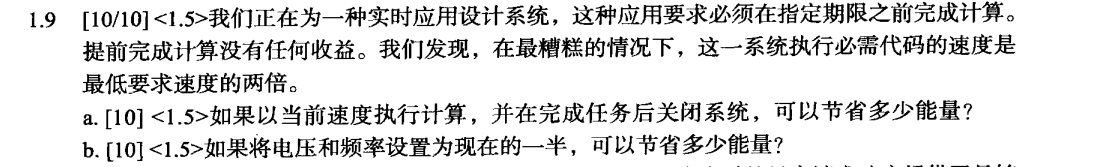 1.9 [10/10] <1.5>我们正在为一种实时应用设计系统，这种应用要求必须在指定期限之前完成计算。
提前完成计算没有任何收益。我们发现，在最糟糕的情况下，这一系统执行必需代码的速度是
最低要求速度的两倍。
a. [10] <1.5>如果以当前速度执行计算，并在完成任务后关闭系统，可以节省多少能量？
b. [10] <1.5>如果将电压和频率设置为现在的一半，可以节省多少能量？